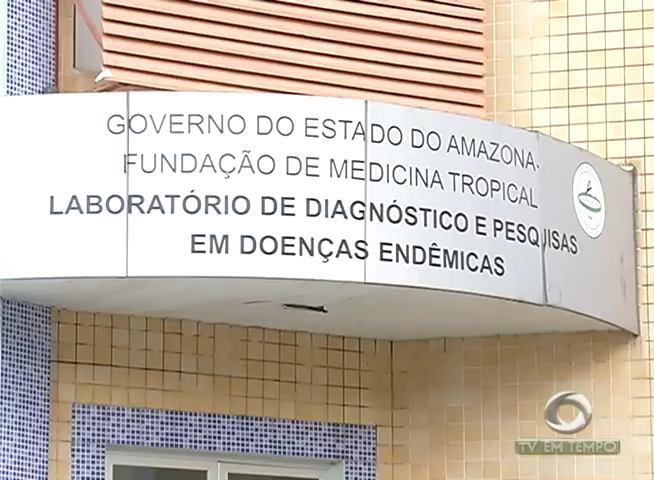 GOVERNO DO ESTADO DO AMAZONA
FUNDAÇÃO DE MEDICINA TROPICAL
LABORATÓRIO DE DIAGNÓSTICO E PESQUISAS
EM DOENÇAS ENDÊMICAS
TV EM TEMPO